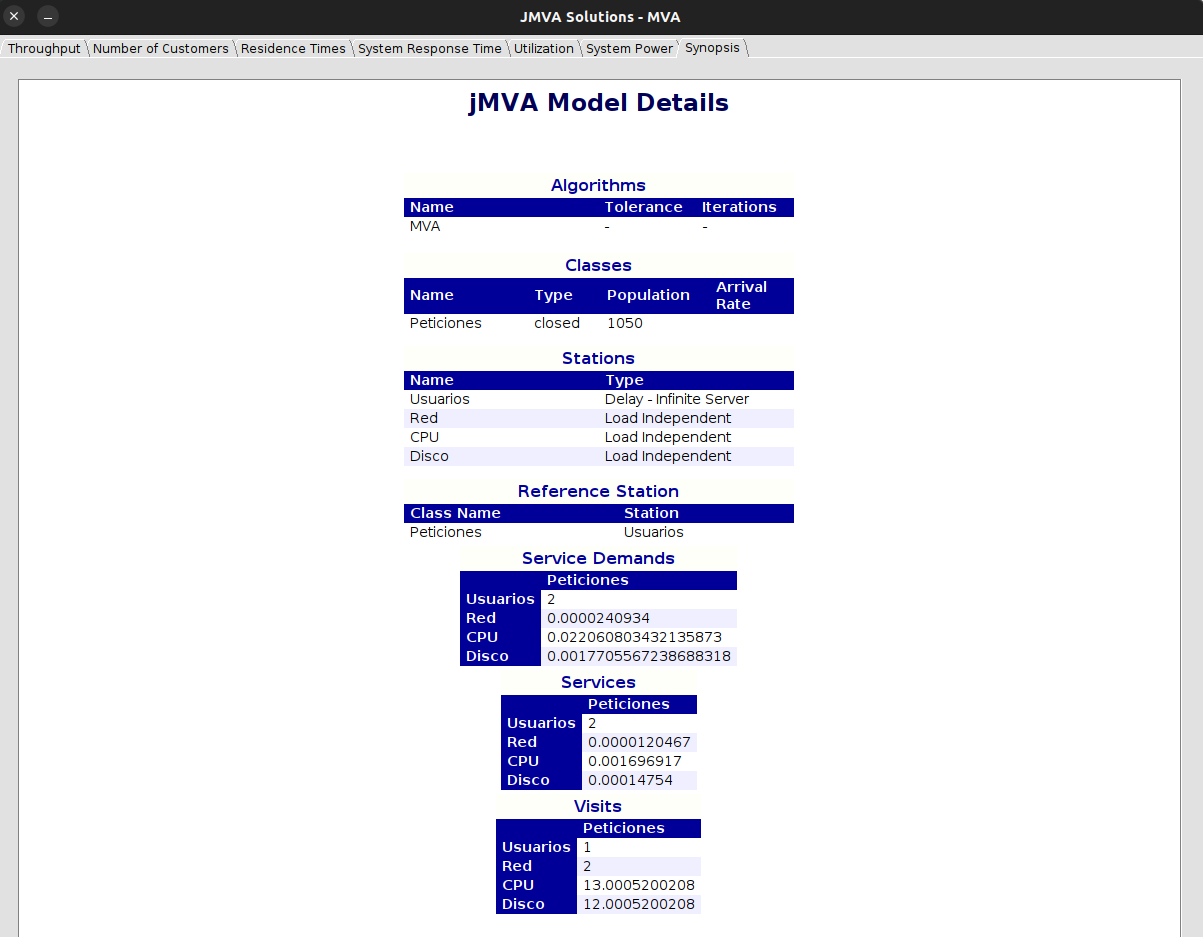 JMVA Solutions - MVA
Throughput Number of Customers Residence Times System Response Time Utilization System Power Synopsis
jMVA Model Details
Algorithms
Name Tolerance Iterations
MVA - -
Classes
Name Type Population Arrival Rate
Peticiones closed 1050
Stations
Name Type
Usuarios Delay - Infinite Server
Red Load Independent
CPU Load Independent
Disco Load Independent
Reference Station
Class Name Station
Peticiones Usuarios
Service Demands
Peticiones
Usuarios 2
Red 0.0000240934
CPU 0.022060803432135873
Disco 0.0017705567238688318
Services
Peticiones
Usuarios 2
Red 0.0000120467
CPU 0.001696917
Disco 0.00014754
Visits
Peticiones
Usuarios 1
Red 2
CPU 13.0005200208
Disco 12.0005200208